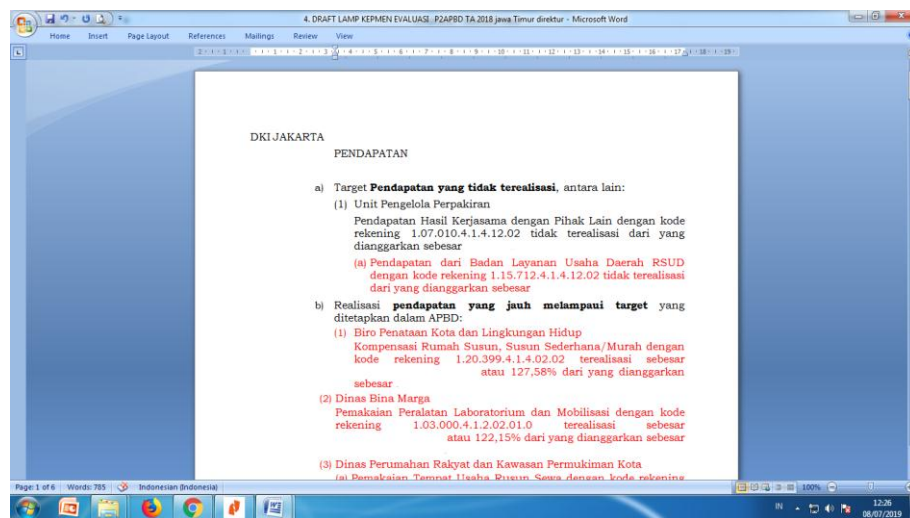 4. DRAFT LAMP KEPMEN EVALUASI P2APBD TA 2018 jawa Timur direktur - Microsoft Word
Home Insert Page Layout References Mailings Review View
DKI JAKARTA
PENDAPATAN
a) Target Pendapatan yang tidak terealisasi, antara lain:
(1) Unit Pengelola Perpakiran
Pendapatan Hasil Kerjasama dengan Pihak Lain dengan kode
rekening 1.07.010.4.1.4.12.02 tidak terealisasi dari yang
dianggarkan sebesar
(a) Pendapatan dari Badan Layanan Usaha Daerah RSUD
dengan kode rekening 1.15.712.4.1.4.12.02 tidak terealisasi
dari yang dianggarkan sebesar
b) Realisasi pendapatan yang jauh melampaui target yang
ditetapkan dalam APBD:
(1) Biro Penataan Kota dan Lingkungan Hidup
Kompensasi Rumah Susun, Susun Sederhana/Murah dengan
kode rekening 1.20.399.4.1.4.02.02 terealisasi sebesar
atau 127,58% dari yang dianggarkan
sebesar
(2) Dinas Bina Marga
Pemakaian Peralatan Laboratorium dan Mobilisasi dengan kode
rekening 1.03.000.4.1.2.02.01.0 terealisasi sebesar
atau 122,15% dari yang dianggarkan sebesar
(3) Dinas Perumahan Rakyat dan Kawasan Permukiman Kota
(a) Pemakaian Tempat Usaha Rusun Sewa dengan kode rekening
Page: 1 of 6 Words: 785 Indonesian (Indonesia) 100%
IN 12:26
08/07/2019